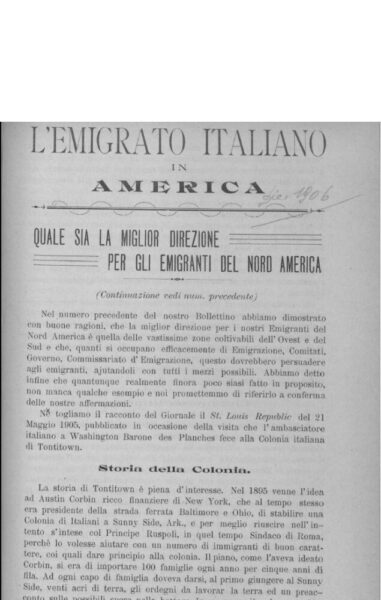 L'EMIGRATO ITALIANO
IN
AMERICA
1906
QUALE SIA LA MIGLIOR DIREZIONE
PER GLI EMIGRANTI DEL NORD AMERICA
(Continuazione vedi num. precedente)
Nel numero precedente del nostro Bollettino abbiamo dimostrato
con buone ragioni, che la miglior direzione per i nostri Emigranti del
Nord America è quella delle vastissime zone coltivabili dell'Ovest e del
Sud e che, quanti si occupano efficacemente di Emigrazione, Comitati,
Governo, Commissariato d'Emigrazione, questo dovrebbero persuadere
agli emigranti, ajutandoli con tutti i mezzi possibili. Abbiamo detto
infine che quantunque realmente finora poco siasi fatto in proposito,
non manca qualche esempio e noi promettemmo di riferirlo a conferma
delle nostre affermazioni.
Nò togliamo il racconto del Giornale il St. Louis Republic del 21
Maggio 1905, pubblicato in occasione della visita che l'ambasciatore
italiano a Washington Barone des Planches fece alla Colonia italiana
di Tontitown.
Storia della Colonia.
La storia di Tontitown è piena d'interesse. Nel 1895 venne l'idea
ad Austin Corbin ricco finanziere di New York, che al tempo stesso
era presidente della strada ferrata Baltimore e Ohio, di stabilire una
Colonia di Italiani a Sunny Side, Ark., e per meglio riuscire nell'in-
tento s'intese col Principe Ruspoli, in quel tempo Sindaco di Roma,
perchè lo volesse aiutare con un numero di immigranti di buon carat-
tere, coi quali dare principio alla colonia. Il piano, come l'aveva ideato
Corbin, si era di importare 100 famiglie ogni anno per cinque anni di
fila. Ad ogni capo di famiglia doveva darsi, al primo giungere al Sunny
Side, venti acri di terra, gli ordegni da lavorar la terra ed un preac-